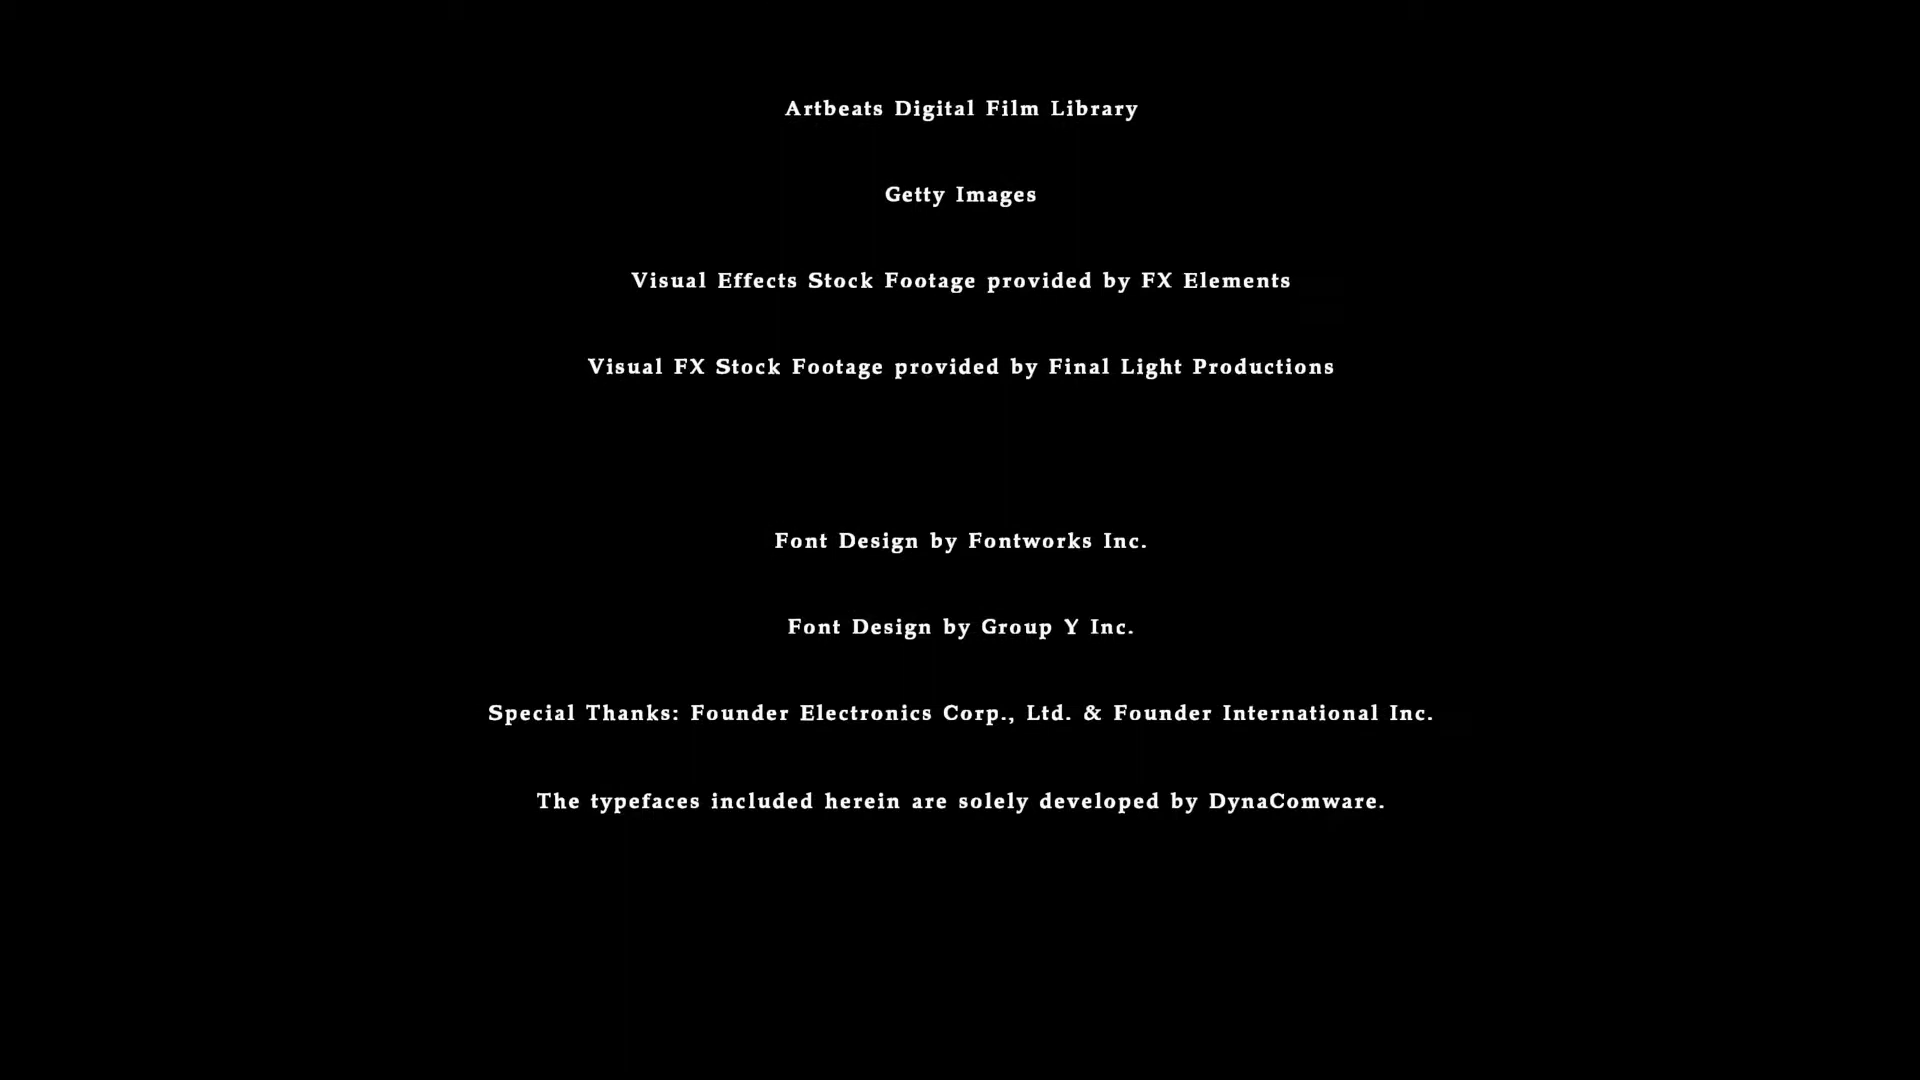 Artbeats Digital Film Library
Getty Images
Visual Effects Stock Footage provided by FX Elements
Visual FX Stock Footage provided by Final Light Productions
Font Design by Fontworks Inc.
Font Design by Group Y Inc.
Special Thanks: Founder Electronics Corp., Ltd. & Founder International Inc.
The typefaces included herein are solely developed by DynaComware.